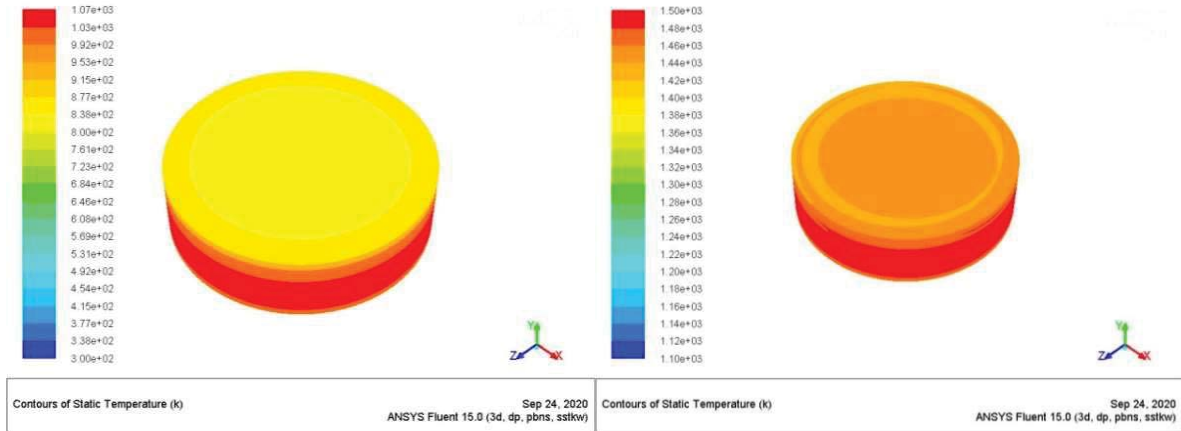 1.07e+03
1.03e+03
9.92e+02
9.53e+02
9.15e+02
8.77e+02
8.38e+02
8.00e+02
7.61e+02
7.23e+02
6.84e+02
6.46e+02
6.08e+02
5.69e+02
5.31e+02
4.92e+02
4.54e+02
4.15e+02
3.77e+02
3.38e+02
3.00e+02
Y
Z
X
Contours of Static Temperature (k)
Sep 24, 2020
ANSYS Fluent 15.0 (3d, dp, pbns, sstkw)
1.50e+03
1.48e+03
1.46e+03
1.44e+03
1.42e+03
1.40e+03
1.38e+03
1.36e+03
1.34e+03
1.32e+03
1.30e+03
1.28e+03
1.26e+03
1.24e+03
1.22e+03
1.20e+03
1.18e+03
1.16e+03
1.14e+03
1.12e+03
1.10e+03
Y
Z
X
Contours of Static Temperature (k)
Sep 24, 2020
ANSYS Fluent 15.0 (3d, dp, pbns, sstkw)